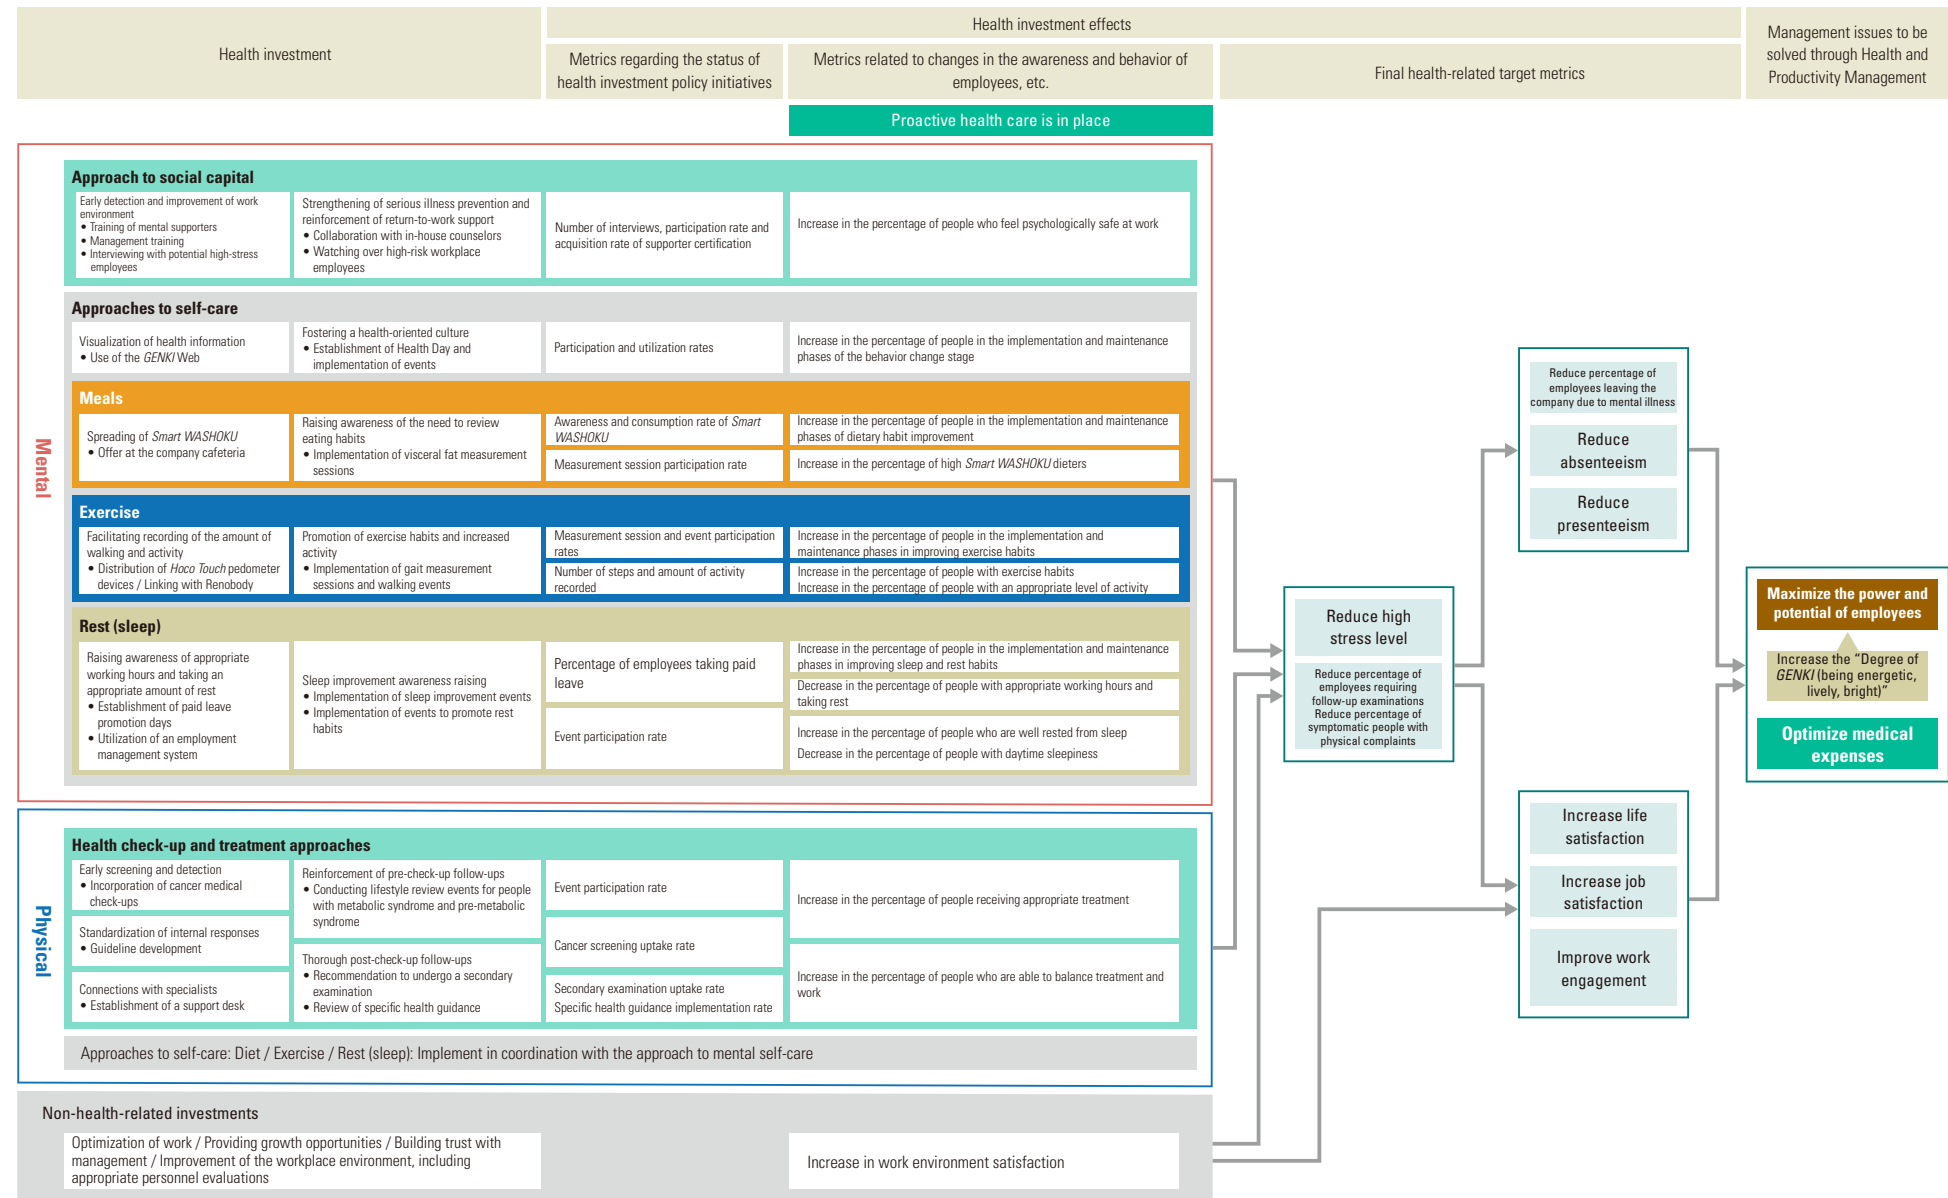 Health investment
Health investment effects
Metrics regarding the status of
health investment policy initiatives
Metrics related to changes in the awareness and behavior of
employees, etc.
Final health-related target metrics
Management issues to be
solved through Health and
Productivity Management
Proactive health care is in place
Mental
Approach to social capital
Early detection and improvement of work
environment
• Training of mental supporters
• Management training
• Interviewing with potential high-stress
employees
Strengthening of serious illness prevention and
reinforcement of return-to-work support
• Collaboration with in-house counselors
• Watching over high-risk workplace
employees
Number of interviews, participation rate and
acquisition rate of supporter certification
Increase in the percentage of people who feel psychologically safe at work
Approaches to self-care
Visualization of health information
• Use of the GENKI Web
Fostering a health-oriented culture
• Establishment of Health Day and
implementation of events
Participation and utilization rates
Increase in the percentage of people in the implementation and maintenance
phases of the behavior change stage
Meals
Spreading of Smart WASHOKU
• Offer at the company cafeteria
Raising awareness of the need to review
eating habits
• Implementation of visceral fat measurement
sessions
Awareness and consumption rate of Smart
WASHOKU
Measurement session participation rate
Increase in the percentage of people in the implementation and maintenance
phases of dietary habit improvement
Increase in the percentage of high Smart WASHOKU dieters
Exercise
Facilitating recording of the amount of
walking and activity
• Distribution of Hoco Touch pedometer
devices / Linking with Renobody
Promotion of exercise habits and increased
activity
• Implementation of gait measurement
sessions and walking events
Measurement session and event participation
rates
Number of steps and amount of activity
recorded
Increase in the percentage of people in the implementation and
maintenance phases in improving exercise habits
Increase in the percentage of people with exercise habits
Increase in the percentage of people with an appropriate level of activity
Rest (sleep)
Raising awareness of appropriate
working hours and taking an
appropriate amount of rest
• Establishment of paid leave
promotion days
• Utilization of an employment
management system
Sleep improvement awareness raising
• Implementation of sleep improvement events
• Implementation of events to promote rest
habits
Percentage of employees taking paid
leave
Event participation rate
Increase in the percentage of people in the implementation and maintenance
phases in improving sleep and rest habits
Decrease in the percentage of people with appropriate working hours and
taking rest
Increase in the percentage of people who are well rested from sleep
Decrease in the percentage of people with daytime sleepiness
Physical
Health check-up and treatment approaches
Early screening and detection
• Incorporation of cancer medical
check-ups
Standardization of internal responses
• Guideline development
Connections with specialists
• Establishment of a support desk
Reinforcement of pre-check-up follow-ups
• Conducting lifestyle review events for people
with metabolic syndrome and pre-metabolic
syndrome
Thorough post-check-up follow-ups
• Recommendation to undergo a secondary
examination
• Review of specific health guidance
Event participation rate
Cancer screening uptake rate
Secondary examination uptake rate
Specific health guidance implementation rate
Increase in the percentage of people receiving appropriate treatment
Increase in the percentage of people who are able to balance treatment and
work
Approaches to self-care: Diet / Exercise / Rest (sleep): Implement in coordination with the approach to mental self-care
Non-health-related investments
Optimization of work / Providing growth opportunities / Building trust with
management / Improvement of the workplace environment, including
appropriate personnel evaluations
Increase in work environment satisfaction
Reduce high
stress level
Reduce percentage of
employees requiring
follow-up examinations
Reduce percentage of
symptomatic people with
physical complaints
Reduce percentage of
employees leaving the
company due to mental illness
Reduce
absenteeism
Reduce
presenteeism
Increase life
satisfaction
Increase job
satisfaction
Improve work
engagement
Maximize the power and
potential of employees
Increase the “Degree of
GENKI (being energetic,
lively, bright)”
Optimize medical
expenses